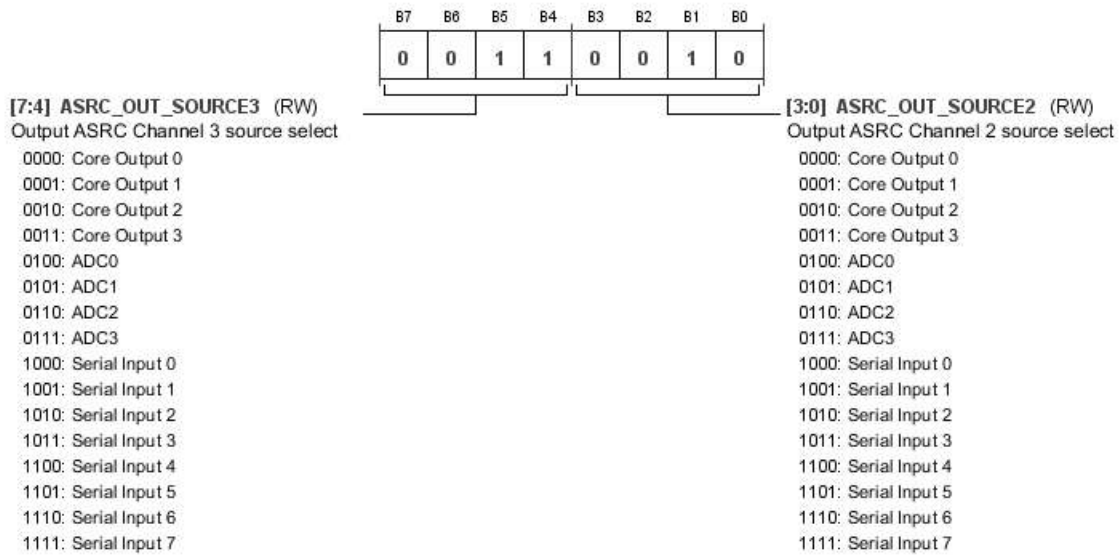 B7 B6 B5 B4 B3 B2 B1 B0
0 0 1 1 0 0 1 0
[7:4] ASRC_OUT_SOURCE3 (RW)
Output ASRC Channel 3 source select
0000: Core Output 0
0001: Core Output 1
0010: Core Output 2
0011: Core Output 3
0100: ADC0
0101: ADC1
0110: ADC2
0111: ADC3
1000: Serial Input 0
1001: Serial Input 1
1010: Serial Input 2
1011: Serial Input 3
1100: Serial Input 4
1101: Serial Input 5
1110: Serial Input 6
1111: Serial Input 7
[3:0] ASRC_OUT_SOURCE2 (RW)
Output ASRC Channel 2 source select
0000: Core Output 0
0001: Core Output 1
0010: Core Output 2
0011: Core Output 3
0100: ADC0
0101: ADC1
0110: ADC2
0111: ADC3
1000: Serial Input 0
1001: Serial Input 1
1010: Serial Input 2
1011: Serial Input 3
1100: Serial Input 4
1101: Serial Input 5
1110: Serial Input 6
1111: Serial Input 7